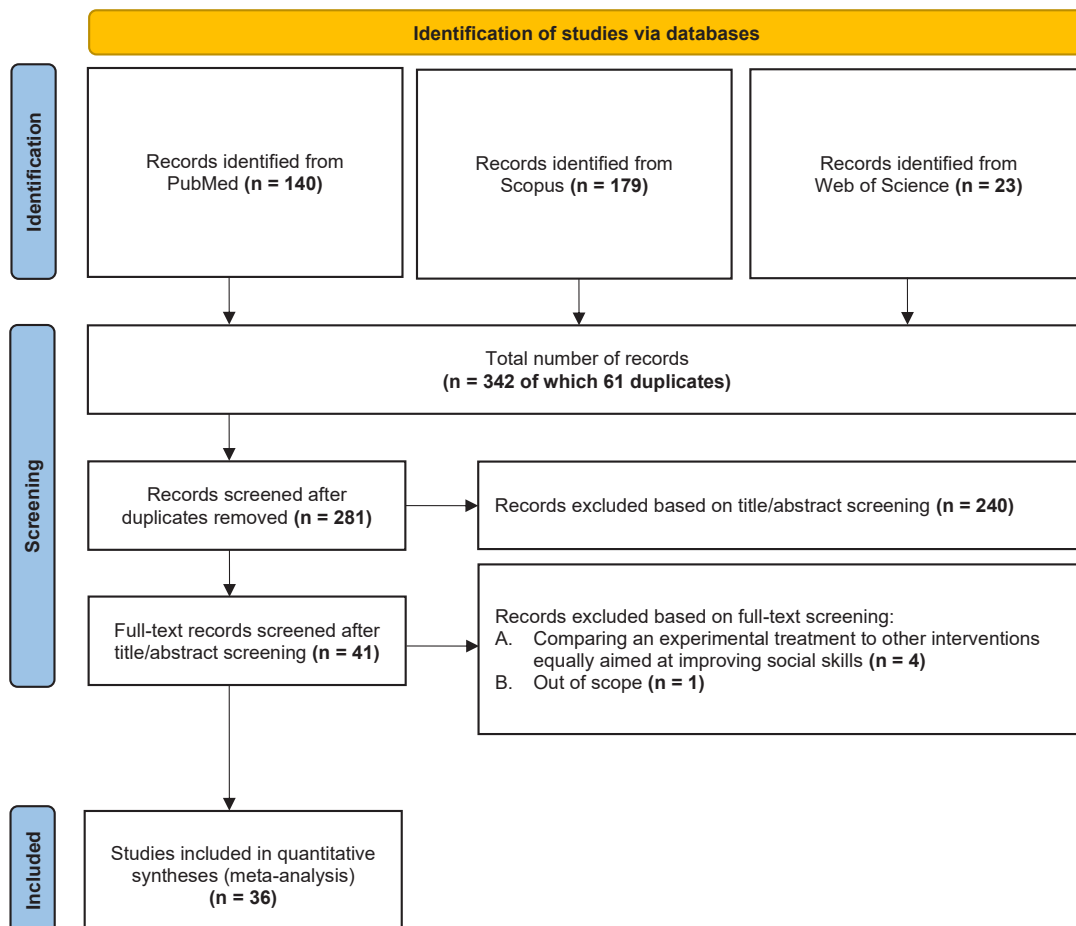 Identification of studies via databases
Identification
Records identified from
PubMed (n = 140)
Records identified from
Scopus (n = 179)
Records identified from
Web of Science (n = 23)
Screening
Total number of records
(n = 342 of which 61 duplicates)
Records screened after
duplicates removed (n = 281)
Records excluded based on title/abstract screening (n = 240)
Full-text records screened after
title/abstract screening (n = 41)
Records excluded based on full-text screening:
A. Comparing an experimental treatment to other interventions
equally aimed at improving social skills (n = 4)
B. Out of scope (n = 1)
Included
Studies included in quantitative
syntheses (meta-analysis)
(n = 36)